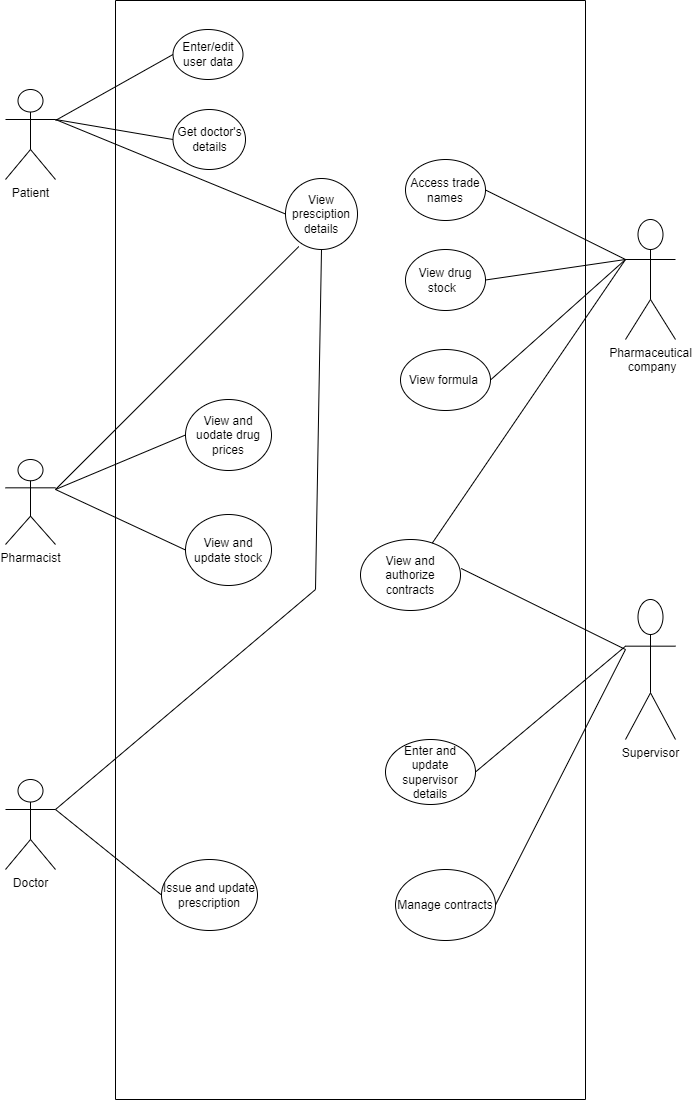 Enter/edit
user data
Get doctor's
details
Patient
View
presciption
details
Access trade
names
View drug
stock
Pharmaceutical
company
View formula
View and
uodate drug
prices
Pharmacist
View and
update stock
View and
authorize
contracts
Supervisor
Enter and
update
supervisor
details
Doctor
Issue and update
prescription
Manage contracts